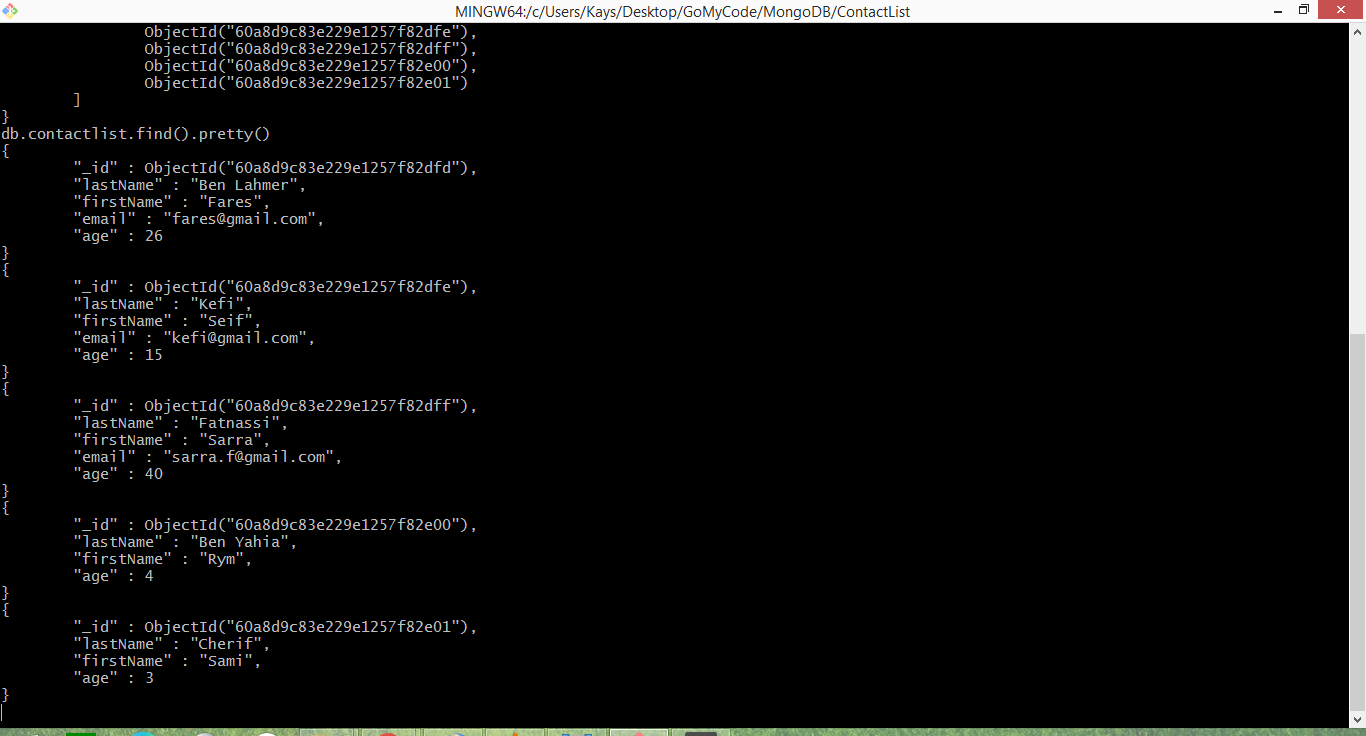 MINGW64:/c/Users/Kays/Desktop/GoMyCode/MongoDB/ContactList
ObjectId("60a8d9c83e229e1257f82dfe"),
ObjectId("60a8d9c83e229e1257f82dff"),
ObjectId("60a8d9c83e229e1257f82e00"),
ObjectId("60a8d9c83e229e1257f82e01")
]
}
db.contactlist.find().pretty()
{
"_id" : ObjectId("60a8d9c83e229e1257f82dfd"),
"lastName" : "Ben Lahmer",
"firstName" : "Fares",
"email" : "fares@gmail.com",
"age" : 26
}
{
"_id" : ObjectId("60a8d9c83e229e1257f82dfe"),
"lastName" : "Kefi",
"firstName" : "Seif",
"email" : "kefi@gmail.com",
"age" : 15
}
{
"_id" : ObjectId("60a8d9c83e229e1257f82dff"),
"lastName" : "Fatnassi",
"firstName" : "Sarra",
"email" : "sarra.f@gmail.com",
"age" : 40
}
{
"_id" : ObjectId("60a8d9c83e229e1257f82e00"),
"lastName" : "Ben Yahia",
"firstName" : "Rym",
"age" : 4
}
{
"_id" : ObjectId("60a8d9c83e229e1257f82e01"),
"lastName" : "Cherif",
"firstName" : "Sami",
"age" : 3
}